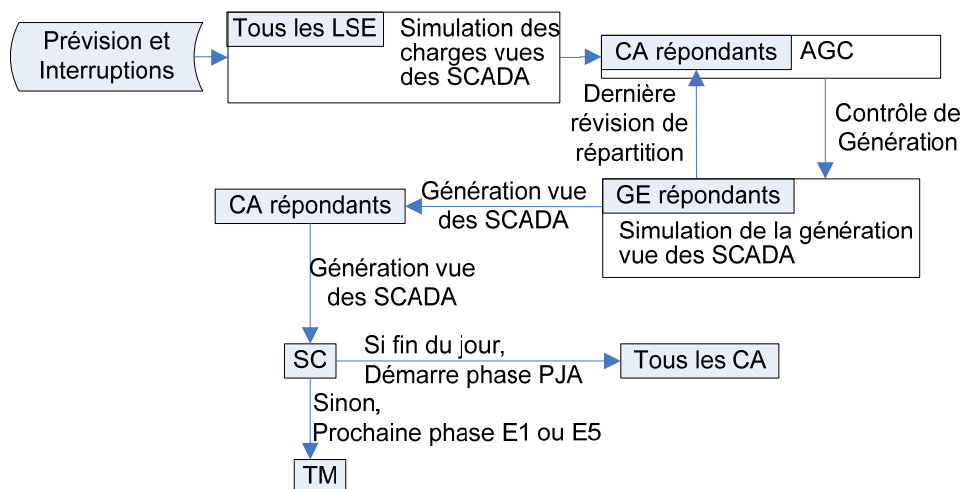 Prévision et
Interruptions
Tous les LSE
Simulation des
charges vues
des SCADA
CA répondants
AGC
Dernière
révision de
répartition
Contrôle de
Génération
GE répondants
Simulation de la génération
vue des SCADA
Génération vue
des SCADA
CA répondants
Génération vue
des SCADA
SC
Si fin du jour,
Démarre phase PJA
Tous les CA
Sinon,
Prochaine phase E1 ou E5
TM